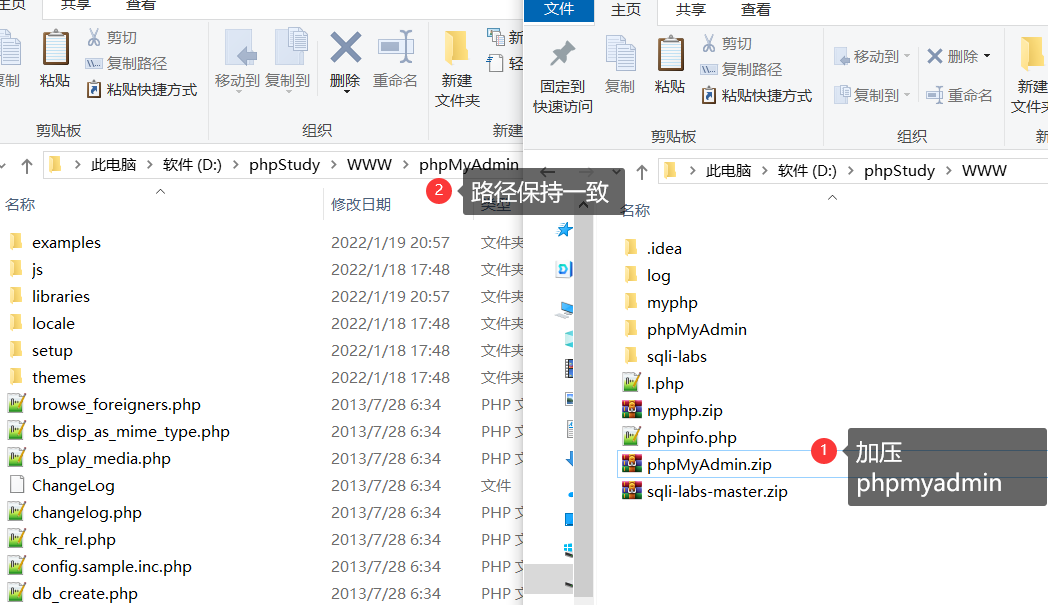 主页 共享 查看
剪切
复制路径
粘贴快捷方式
粘贴
剪贴板
移动到 复制到 删除 重命名
组织
新建
文件夹
新建
此电脑 软件 (D:) phpStudy WWW phpMyAdmin
名称 修改日期 类型
examples 2022/1/19 20:57 文件夹
js 2022/1/18 17:48 文件夹
libraries 2022/1/19 20:57 文件夹
locale 2022/1/18 17:48 文件夹
setup 2022/1/18 17:48 文件夹
themes 2022/1/18 17:48 文件夹
browse_foreigners.php 2013/7/28 6:34 PHP 文
bs_disp_as_mime_type.php 2013/7/28 6:34 PHP 文
bs_play_media.php 2013/7/28 6:34 PHP 文
ChangeLog 2013/7/28 6:34 文件
changelog.php 2013/7/28 6:34 PHP 文
chk_rel.php 2013/7/28 6:34 PHP 文
config.sample.inc.php 2013/7/28 6:34 PHP 文
db_create.php 2013/7/28 6:34 PHP 文
2 路径保持一致
文件 主页 共享 查看
固定到
快速访问
复制
粘贴
剪切
复制路径
粘贴快捷方式
剪贴板
移动到 删除
复制到 重命名
组织
新建
文件夹
新
此电脑 软件 (D:) phpStudy WWW
名称
.idea
log
myphp
phpMyAdmin
sqli-labs
l.php
myphp.zip
phpinfo.php
phpMyAdmin.zip
sqli-labs-master.zip
1 加压
phpmyadmin